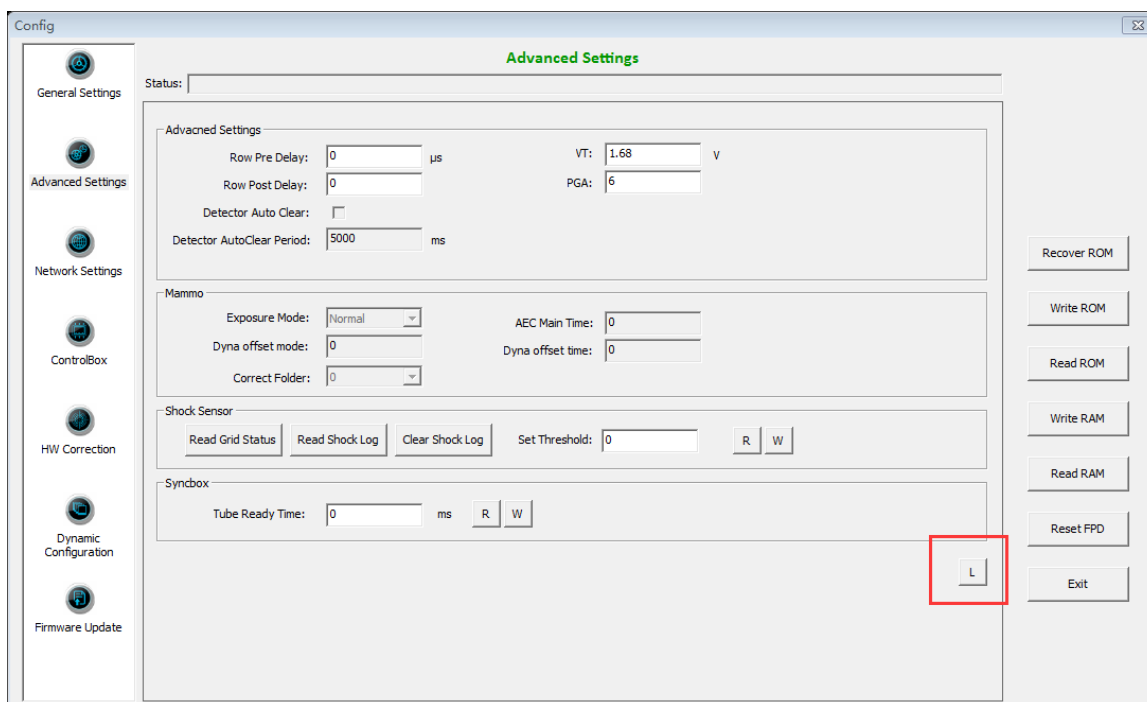 Config
General Settings
Advanced Settings
Network Settings
ControlBox
HW Correction
Dynamic
Configuration
Firmware Update
Advanced Settings
Status:
Advacned Settings
Row Pre Delay: 0 µs VT: 1.68 V
Row Post Delay: 0 PGA: 6
Detector Auto Clear:
Detector AutoClear Period: 5000 ms
Mammo
Exposure Mode: Normal AEC Main Time: 0
Dyna offset mode: 0 Dyna offset time: 0
Correct Folder: 0
Shock Sensor
Read Grid Status Read Shock Log Clear Shock Log Set Threshold: 0 R W
Syncbox
Tube Ready Time: 0 ms R W
L
Recover ROM
Write ROM
Read ROM
Write RAM
Read RAM
Reset FPD
Exit